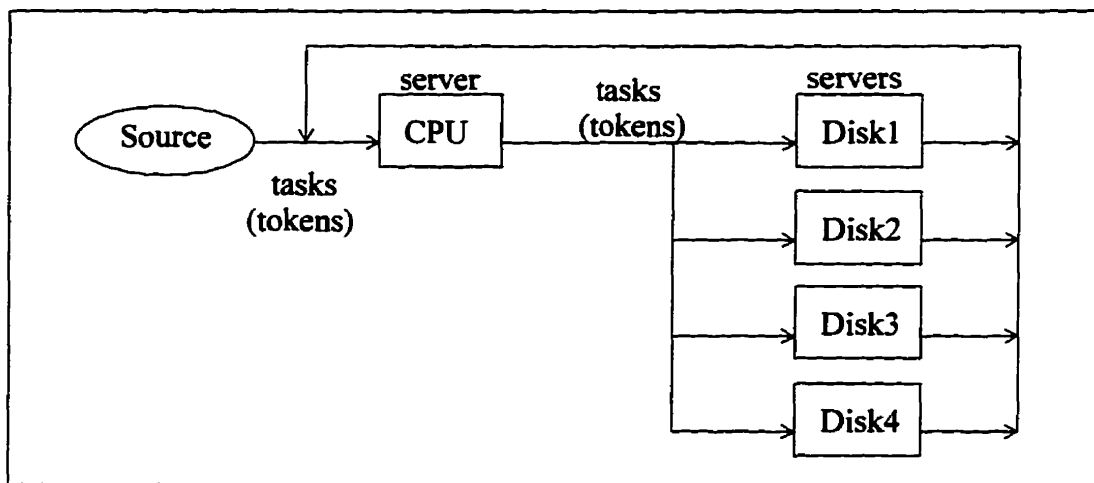 server
tasks
(tokens)
servers
Source
CPU
Disk1
tasks
(tokens)
Disk2
Disk3
Disk4